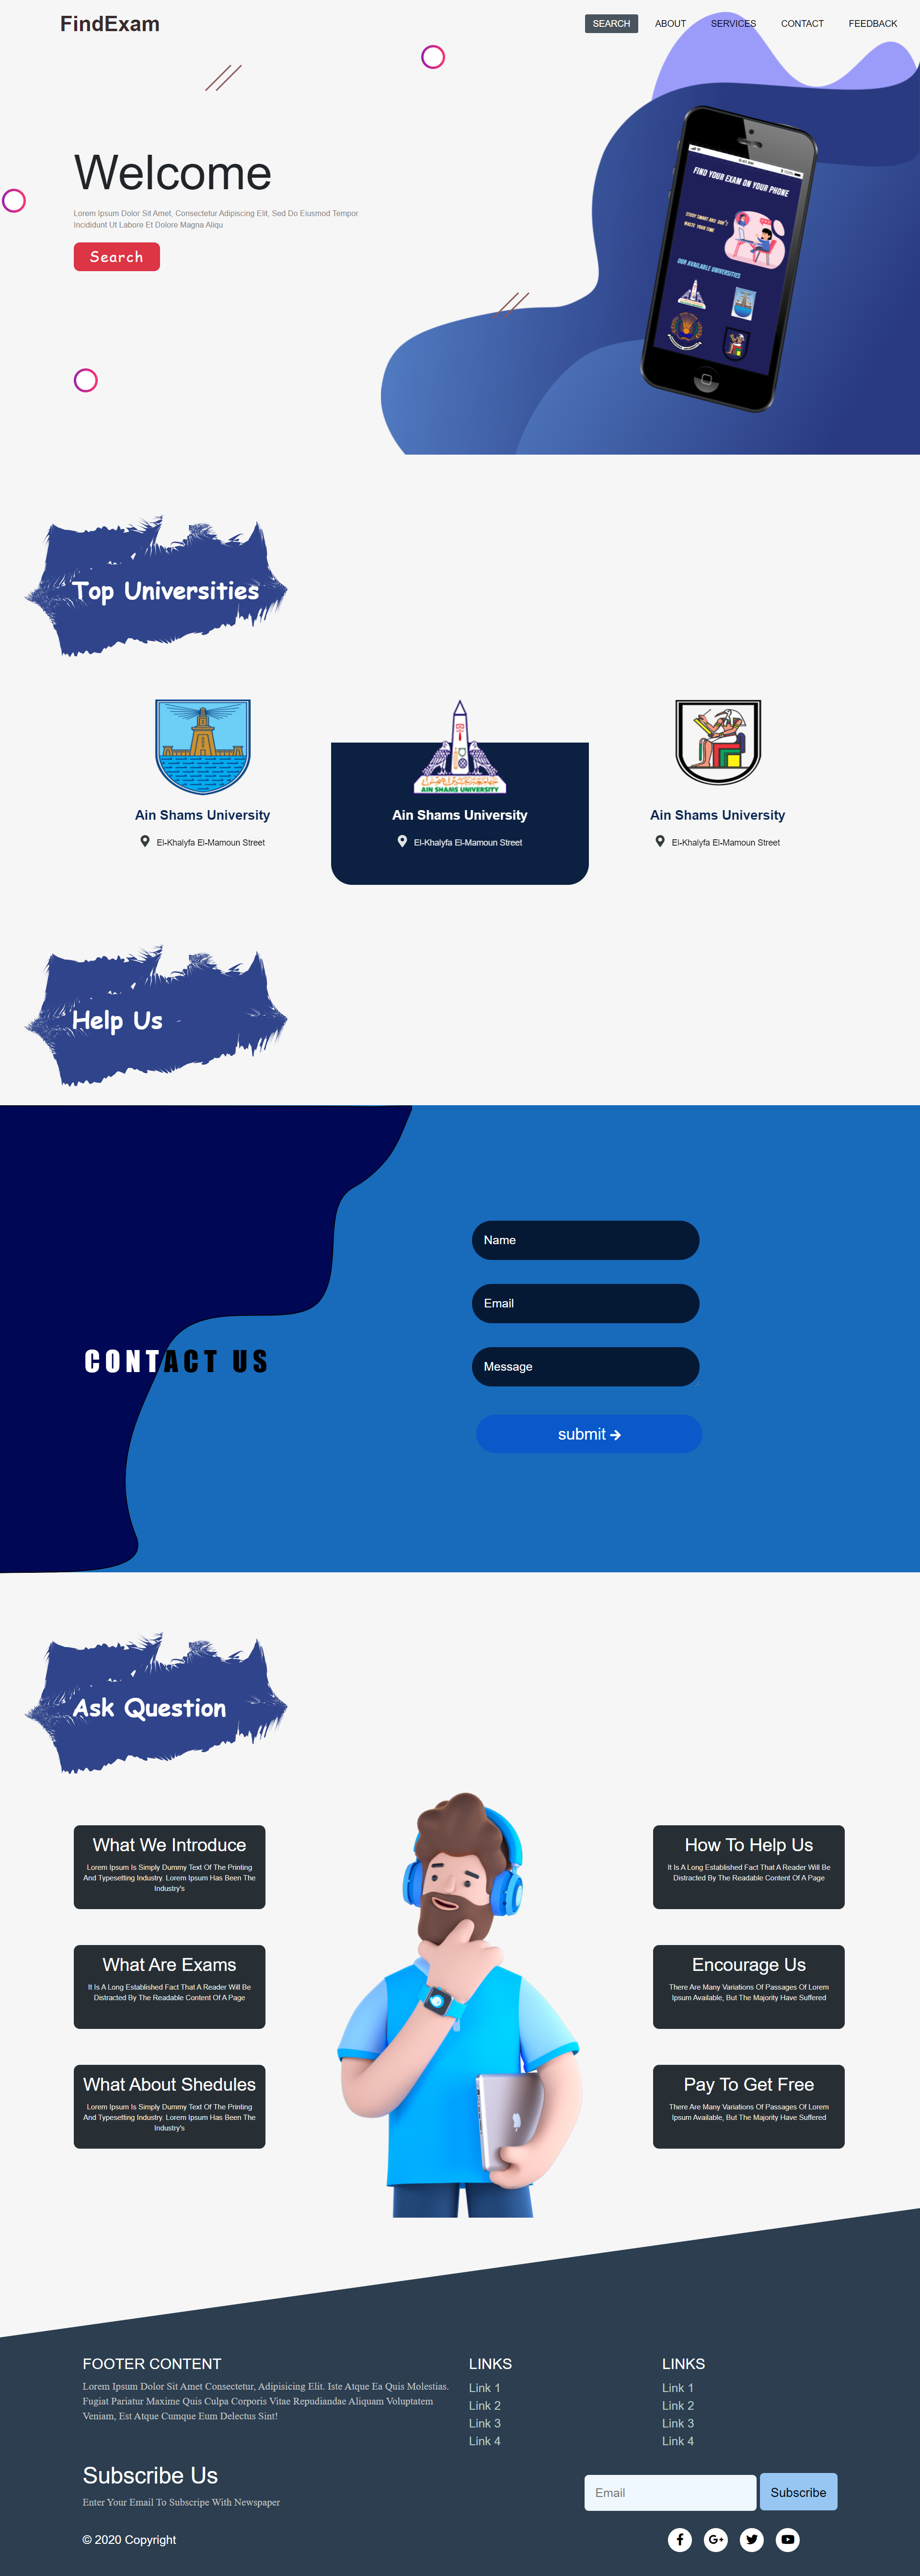 FindExam
SEARCH
ABOUT
SERVICES
CONTACT
FEEDBACK
Welcome
Lorem Ipsum Dolor Sit Amet, Consectetur Adipiscing Elit, Sed Do Eiusmod Tempor
Incididunt Ut Labore Et Dolore Magna Aliqu
Search
FIND YOUR EXAM ON YOUR PHONE
STUDY SMART AND DON'T
WASTE YOUR TIME
OUR AVAILABLE UNIVERSITIES
Top Universities
AIN SHAMS UNIVERSITY
Ain Shams University
El-Khalyfa El-Mamoun Street
Ain Shams University
El-Khalyfa El-Mamoun Street
Ain Shams University
El-Khalyfa El-Mamoun Street
Help Us
CONTACT US
Name
Email
Message
submit
Ask Question
What We Introduce
Lorem Ipsum Is Simply Dummy Text Of The Printing
And Typesetting Industry. Lorem Ipsum Has Been The
Industry's
How To Help Us
It Is A Long Established Fact That A Reader Will Be
Distracted By The Readable Content Of A Page
What Are Exams
It Is A Long Established Fact That A Reader Will Be
Distracted By The Readable Content Of A Page
Encourage Us
There Are Many Variations Of Passages Of Lorem
Ipsum Available, But The Majority Have Suffered
What About Shedules
Lorem Ipsum Is Simply Dummy Text Of The Printing
And Typesetting Industry. Lorem Ipsum Has Been The
Industry's
Pay To Get Free
There Are Many Variations Of Passages Of Lorem
Ipsum Available, But The Majority Have Suffered
FOOTER CONTENT
Lorem Ipsum Dolor Sit Amet Consectetur, Adipisicing Elit. Iste Atque Ea Quis Molestias.
Fugiat Pariatur Maxime Quis Culpa Corporis Vitae Repudiandae Aliquam Voluptatem
Veniam, Est Atque Cumque Eum Delectus Sint!
LINKS
Link 1
Link 2
Link 3
Link 4
LINKS
Link 1
Link 2
Link 3
Link 4
Subscribe Us
Enter Your Email To Subscripe With Newspaper
Email
Subscribe
© 2020 Copyright